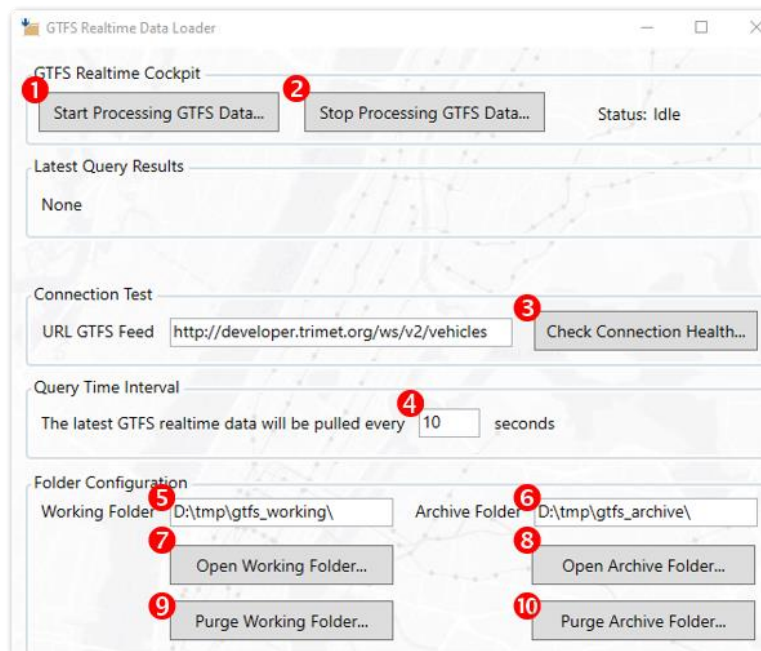 GTFS Realtime Data Loader
GTFS Realtime Cockpit
1 2
Start Processing GTFS Data... Stop Processing GTFS Data... Status: Idle
Latest Query Results
None
Connection Test
3
URL GTFS Feed http://developer.trimet.org/ws/v2/vehicles Check Connection Health...
Query Time Interval
4
The latest GTFS realtime data will be pulled every 10 seconds
Folder Configuration
5 6
Working Folder D:\tmp\gtfs_working\ Archive Folder D:\tmp\gtfs_archive\
7 8
Open Working Folder... Open Archive Folder...
9 10
Purge Working Folder... Purge Archive Folder...